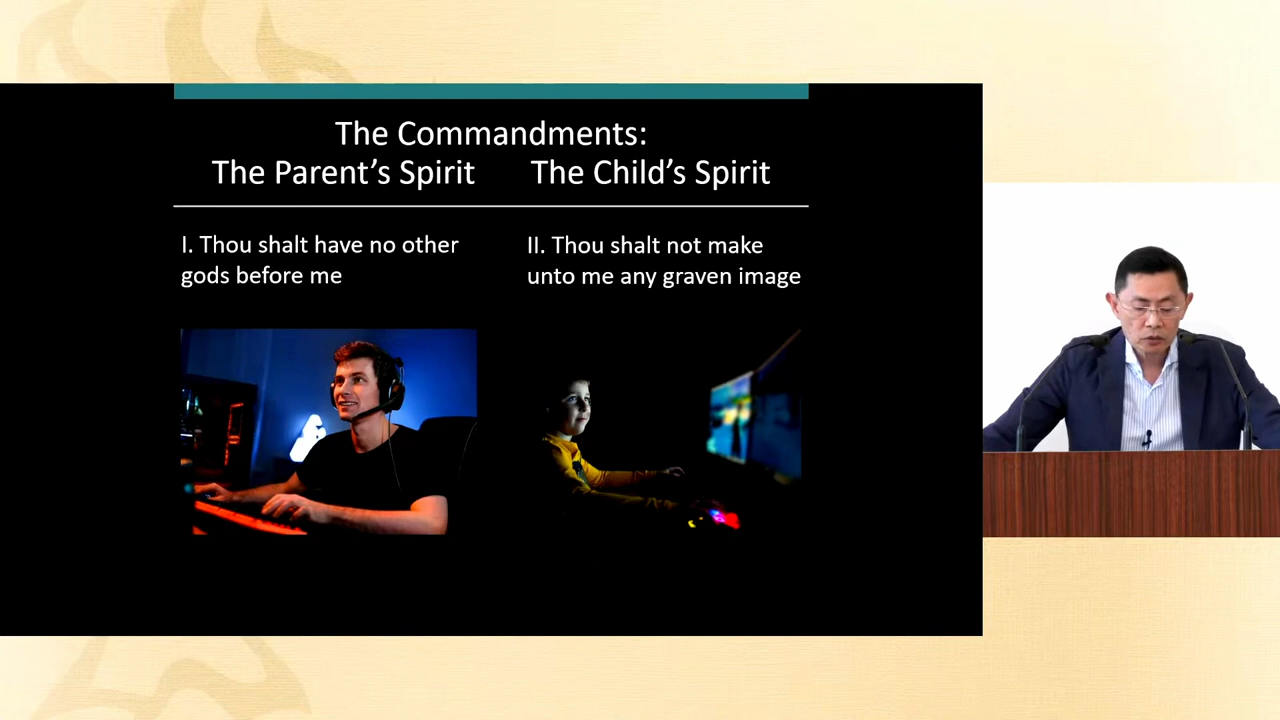 The Commandments:
The Parent’s Spirit
The Child’s Spirit
I. Thou shalt have no other
gods before me
II. Thou shalt not make
unto me any graven image